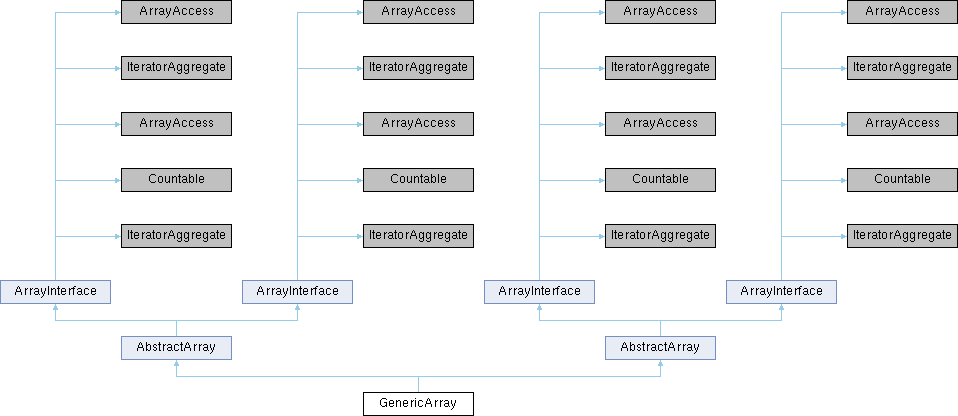 ArrayAccess ArrayAccess ArrayAccess ArrayAccess
IteratorAggregate IteratorAggregate IteratorAggregate IteratorAggregate
ArrayAccess ArrayAccess ArrayAccess ArrayAccess
Countable Countable Countable Countable
IteratorAggregate IteratorAggregate IteratorAggregate IteratorAggregate
ArrayInterface ArrayInterface ArrayInterface ArrayInterface
AbstractArray AbstractArray
GenericArray